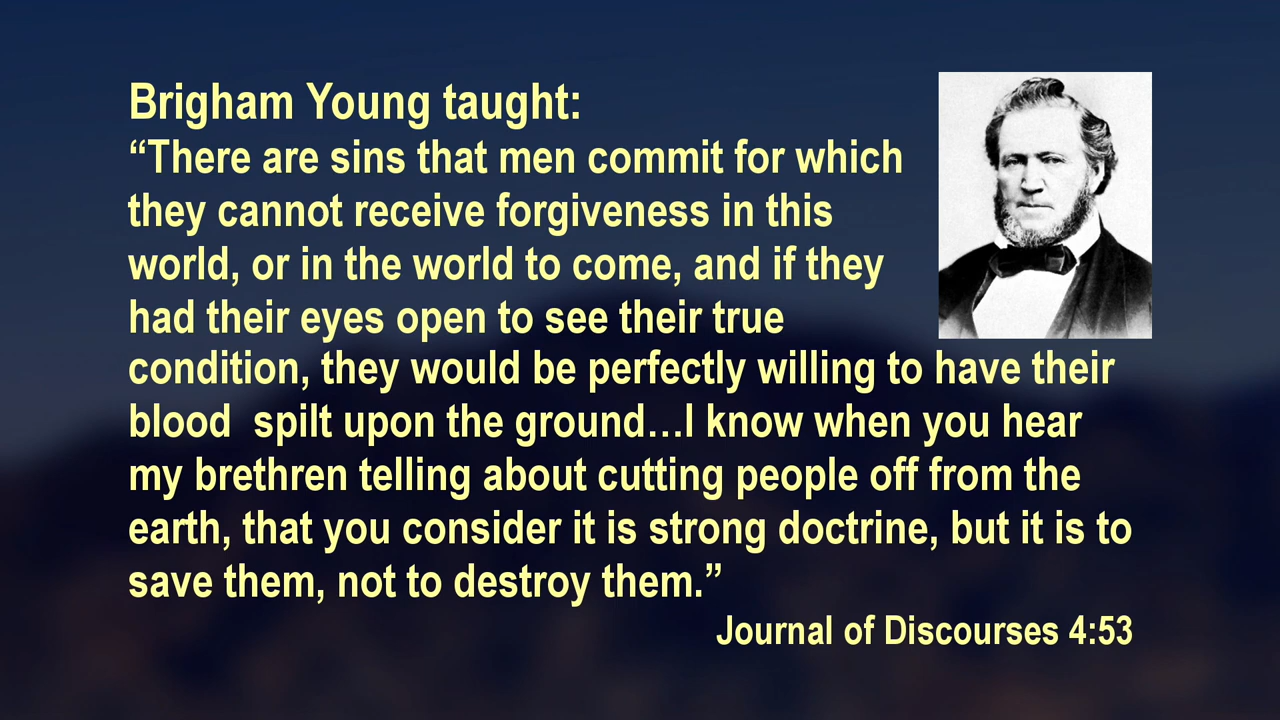 Brigham Young taught:
“There are sins that men commit for which
they cannot receive forgiveness in this
world, or in the world to come, and if they
had their eyes open to see their true
condition, they would be perfectly willing to have their
blood  spilt upon the ground…I know when you hear
my brethren telling about cutting people off from the
earth, that you consider it is strong doctrine, but it is to
save them, not to destroy them.”
Journal of Discourses 4:53